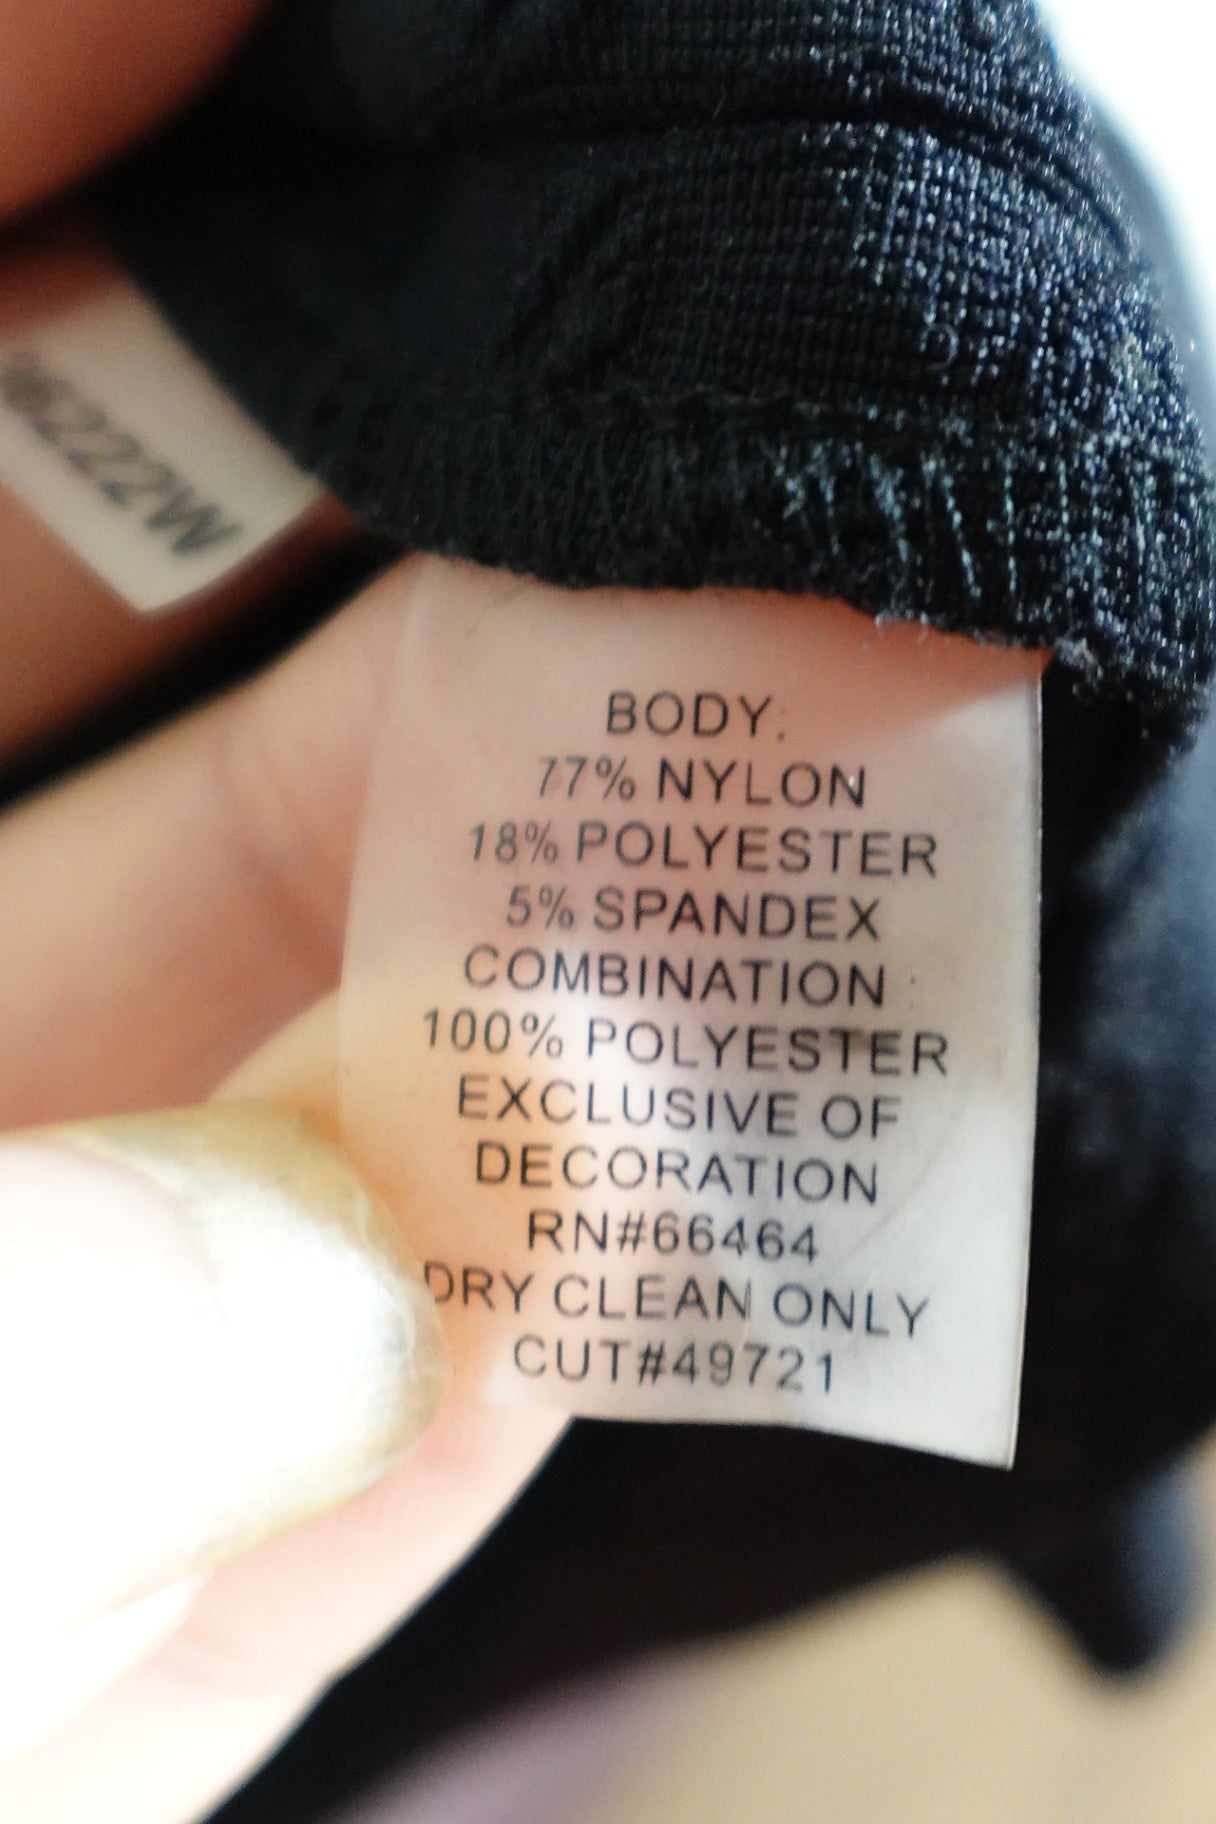 BODY:
77% NYLON
18% POLYESTER
5% SPANDEX
COMBINATION :
100% POLYESTER
EXCLUSIVE OF
DECORATION
RN#66464
DRY CLEAN ONLY
CUT#49721